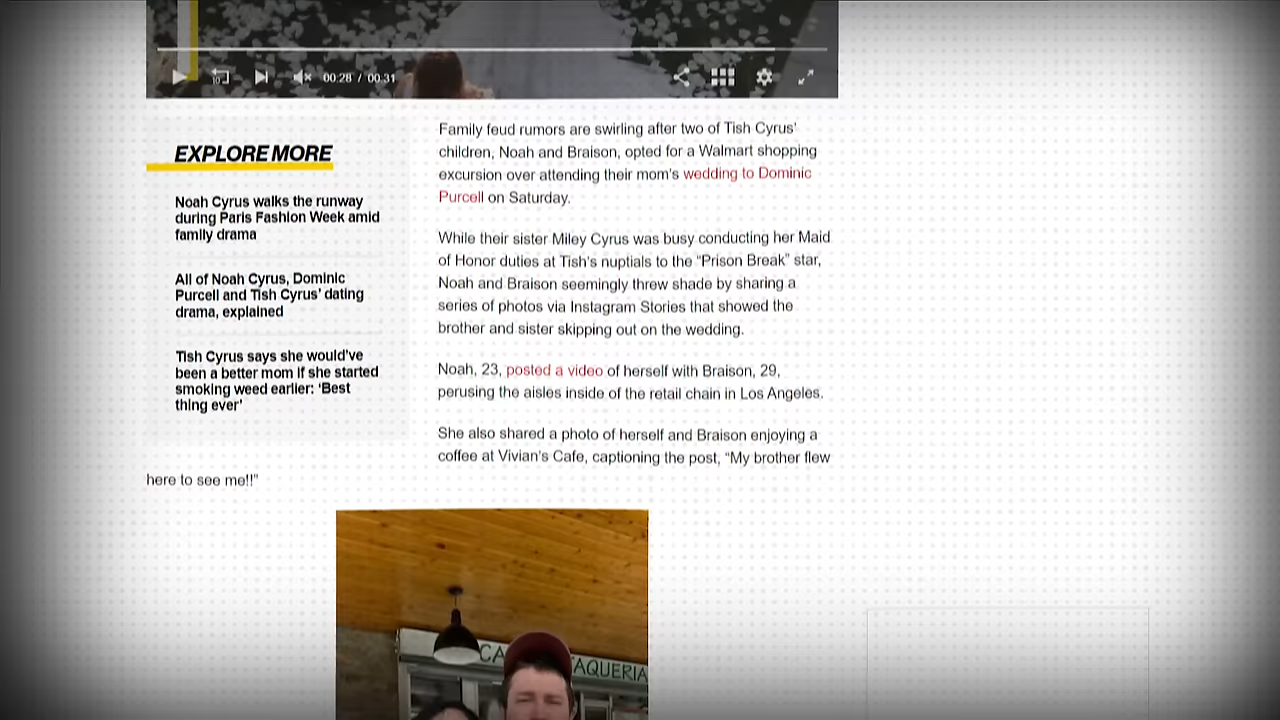 00:28 / 00:31
EXPLORE MORE
Noah Cyrus walks the runway
during Paris Fashion Week amid
family drama
All of Noah Cyrus, Dominic
Purcell and Tish Cyrus' dating
drama, explained
Tish Cyrus says she would've
been a better mom if she started
smoking weed earlier: 'Best
thing ever'
Family feud rumors are swirling after two of Tish Cyrus'
children, Noah and Braison, opted for a Walmart shopping
excursion over attending their mom's wedding to Dominic
Purcell on Saturday.
While their sister Miley Cyrus was busy conducting her Maid
of Honor duties at Tish's nuptials to the “Prison Break” star,
Noah and Braison seemingly threw shade by sharing a
series of photos via Instagram Stories that showed the
brother and sister skipping out on the wedding.
Noah, 23, posted a video of herself with Braison, 29,
perusing the aisles inside of the retail chain in Los Angeles.
She also shared a photo of herself and Braison enjoying a
coffee at Vivian's Cafe, captioning the post, “My brother flew
here to see me!!”
TAQUERIA